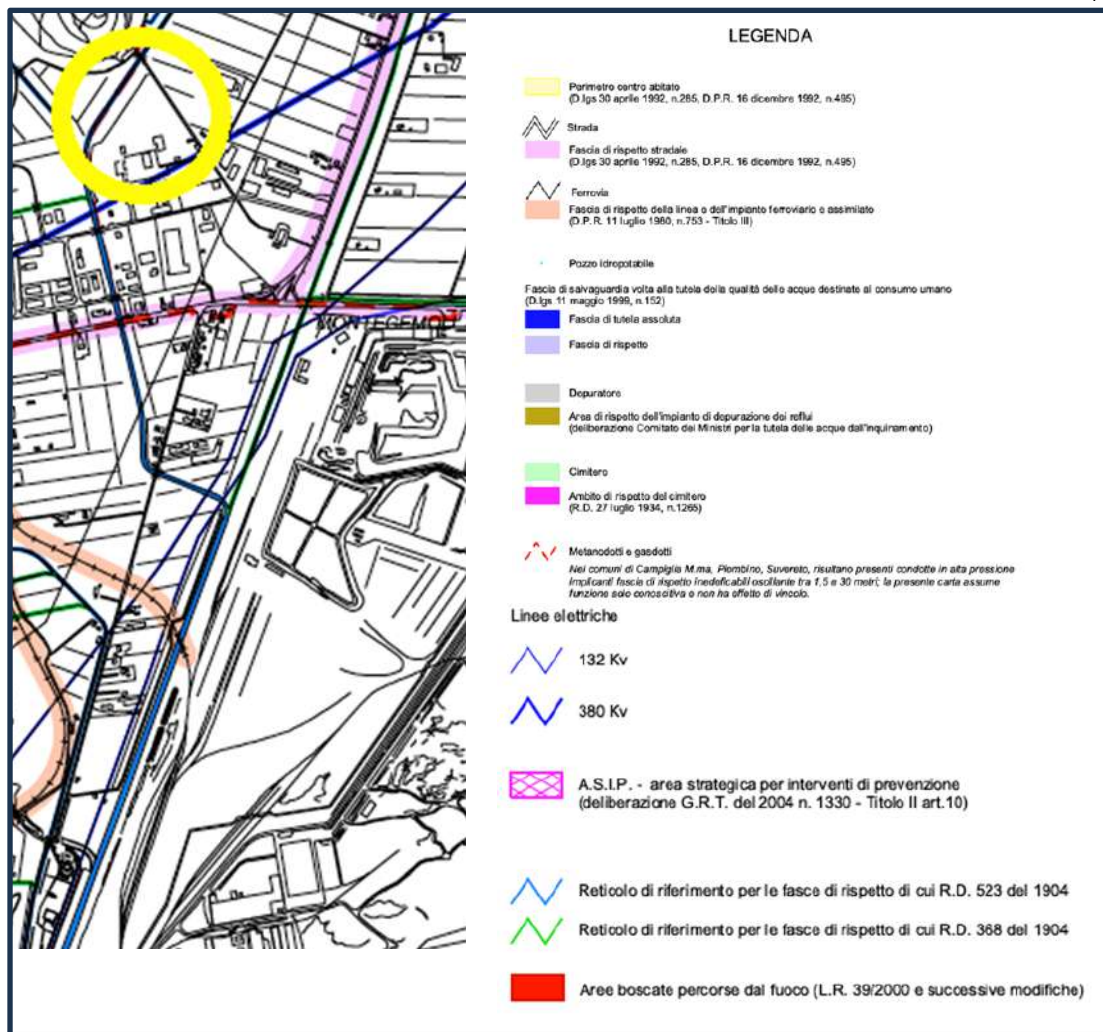 LEGENDA
Perimetro centro abitato
(D.lgs 30 aprile 1992, n.285, D.P.R. 16 dicembre 1992, n.495)
Strada
Fascia di rispetto stradale
(D.lgs 30 aprile 1992, n.285, D.P.R. 16 dicembre 1992, n.495)
Ferrovia
Fascia di rispetto della linea o dell'impianto ferroviario e assimilato
(D.P.R. 11 luglio 1980, n.753 - Titolo III)
Pozzo idropotabile
Fascia di salvaguardia volta alla tutela della qualità delle acque destinate al consumo umano
(D.lgs 11 maggio 1999, n.152)
Fascia di tutela assoluta
Fascia di rispetto
Depuratore
Area di rispetto dell'impianto di depurazione dei reflui
(deliberazione Comitato dei Ministri per la tutela delle acque dall'inquinamento)
Cimitero
Ambito di rispetto del cimitero
(R.D. 27 luglio 1934, n.1265)
Metanodotti e gasdotti
Nei comuni di Campiglia M.ma, Piombino, Suvereto, risultano presenti condotte in alta pressione
implicanti fascia di rispetto inedeficabili oscillante tra 1,5 e 30 metri; la presente carta assume
funzione solo conoscitiva e non ha effetto di vincolo.
Linee elettriche
132 Kv
380 Kv
A.S.I.P. - area strategica per interventi di prevenzione
(deliberazione G.R.T. del 2004 n. 1330 - Titolo II art.10)
Reticolo di riferimento per le fasce di rispetto di cui R.D. 523 del 1904
Reticolo di riferimento per le fasce di rispetto di cui R.D. 368 del 1904
Aree boscate percorse dal fuoco (L.R. 39/2000 e successive modifiche)
MONTEGEMOLI